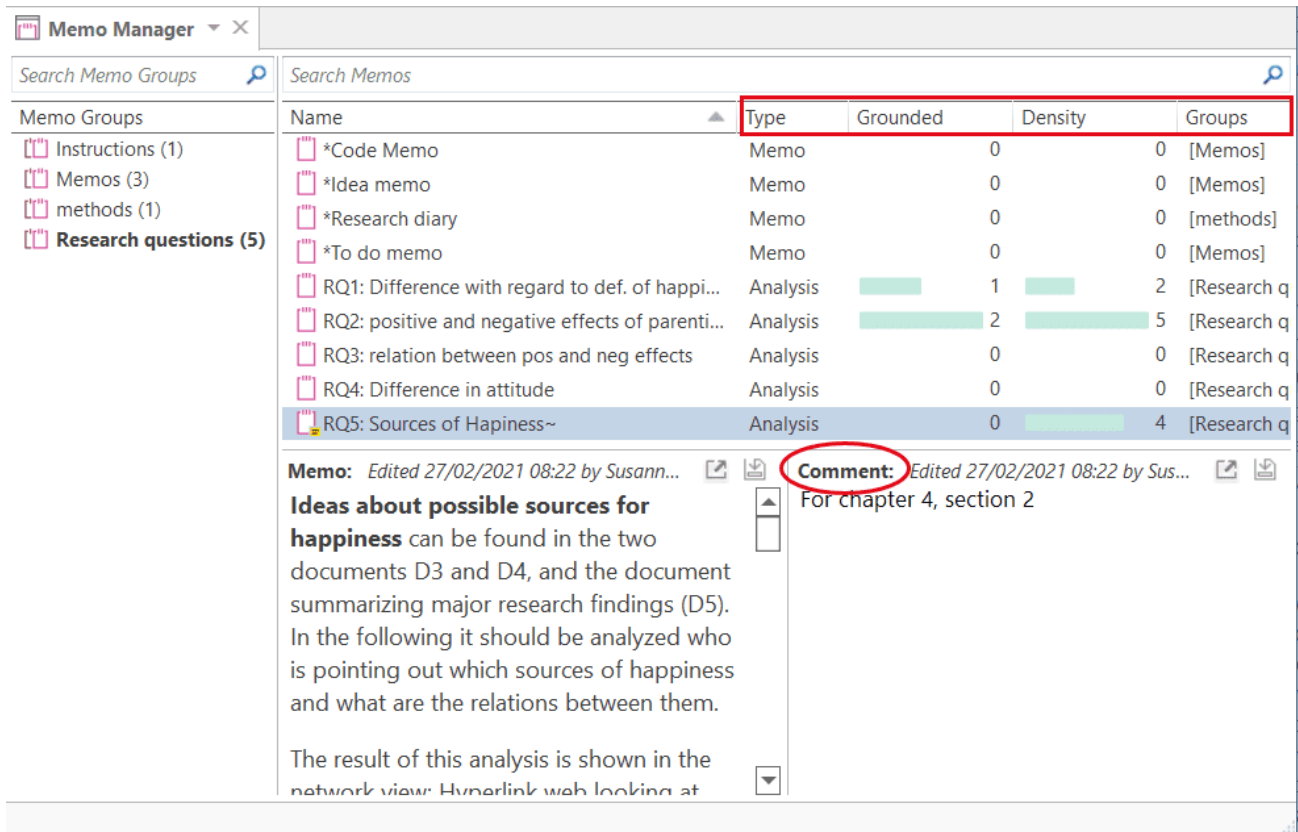 Memo Manager
Search Memo Groups
Search Memos
Memo Groups
Instructions (1)
Memos (3)
methods (1)
Research questions (5)
Name Type Grounded Density Groups
*Code Memo Memo 0 0 [Memos]
*Idea memo Memo 0 0 [Memos]
*Research diary Memo 0 0 [methods]
*To do memo Memo 0 0 [Memos]
RQ1: Difference with regard to def. of happi... Analysis 1 2 [Research q
RQ2: positive and negative effects of parenti... Analysis 2 5 [Research q
RQ3: relation between pos and neg effects Analysis 0 0 [Research q
RQ4: Difference in attitude Analysis 0 0 [Research q
RQ5: Sources of Hapiness~ Analysis 0 4 [Research q
Memo: Edited 27/02/2021 08:22 by Susann...
Ideas about possible sources for
happiness can be found in the two
documents D3 and D4, and the document
summarizing major research findings (D5).
In the following it should be analyzed who
is pointing out which sources of happiness
and what are the relations between them.
The result of this analysis is shown in the
network view: Hyperlink web looking at
Comment: Edited 27/02/2021 08:22 by Sus...
For chapter 4, section 2